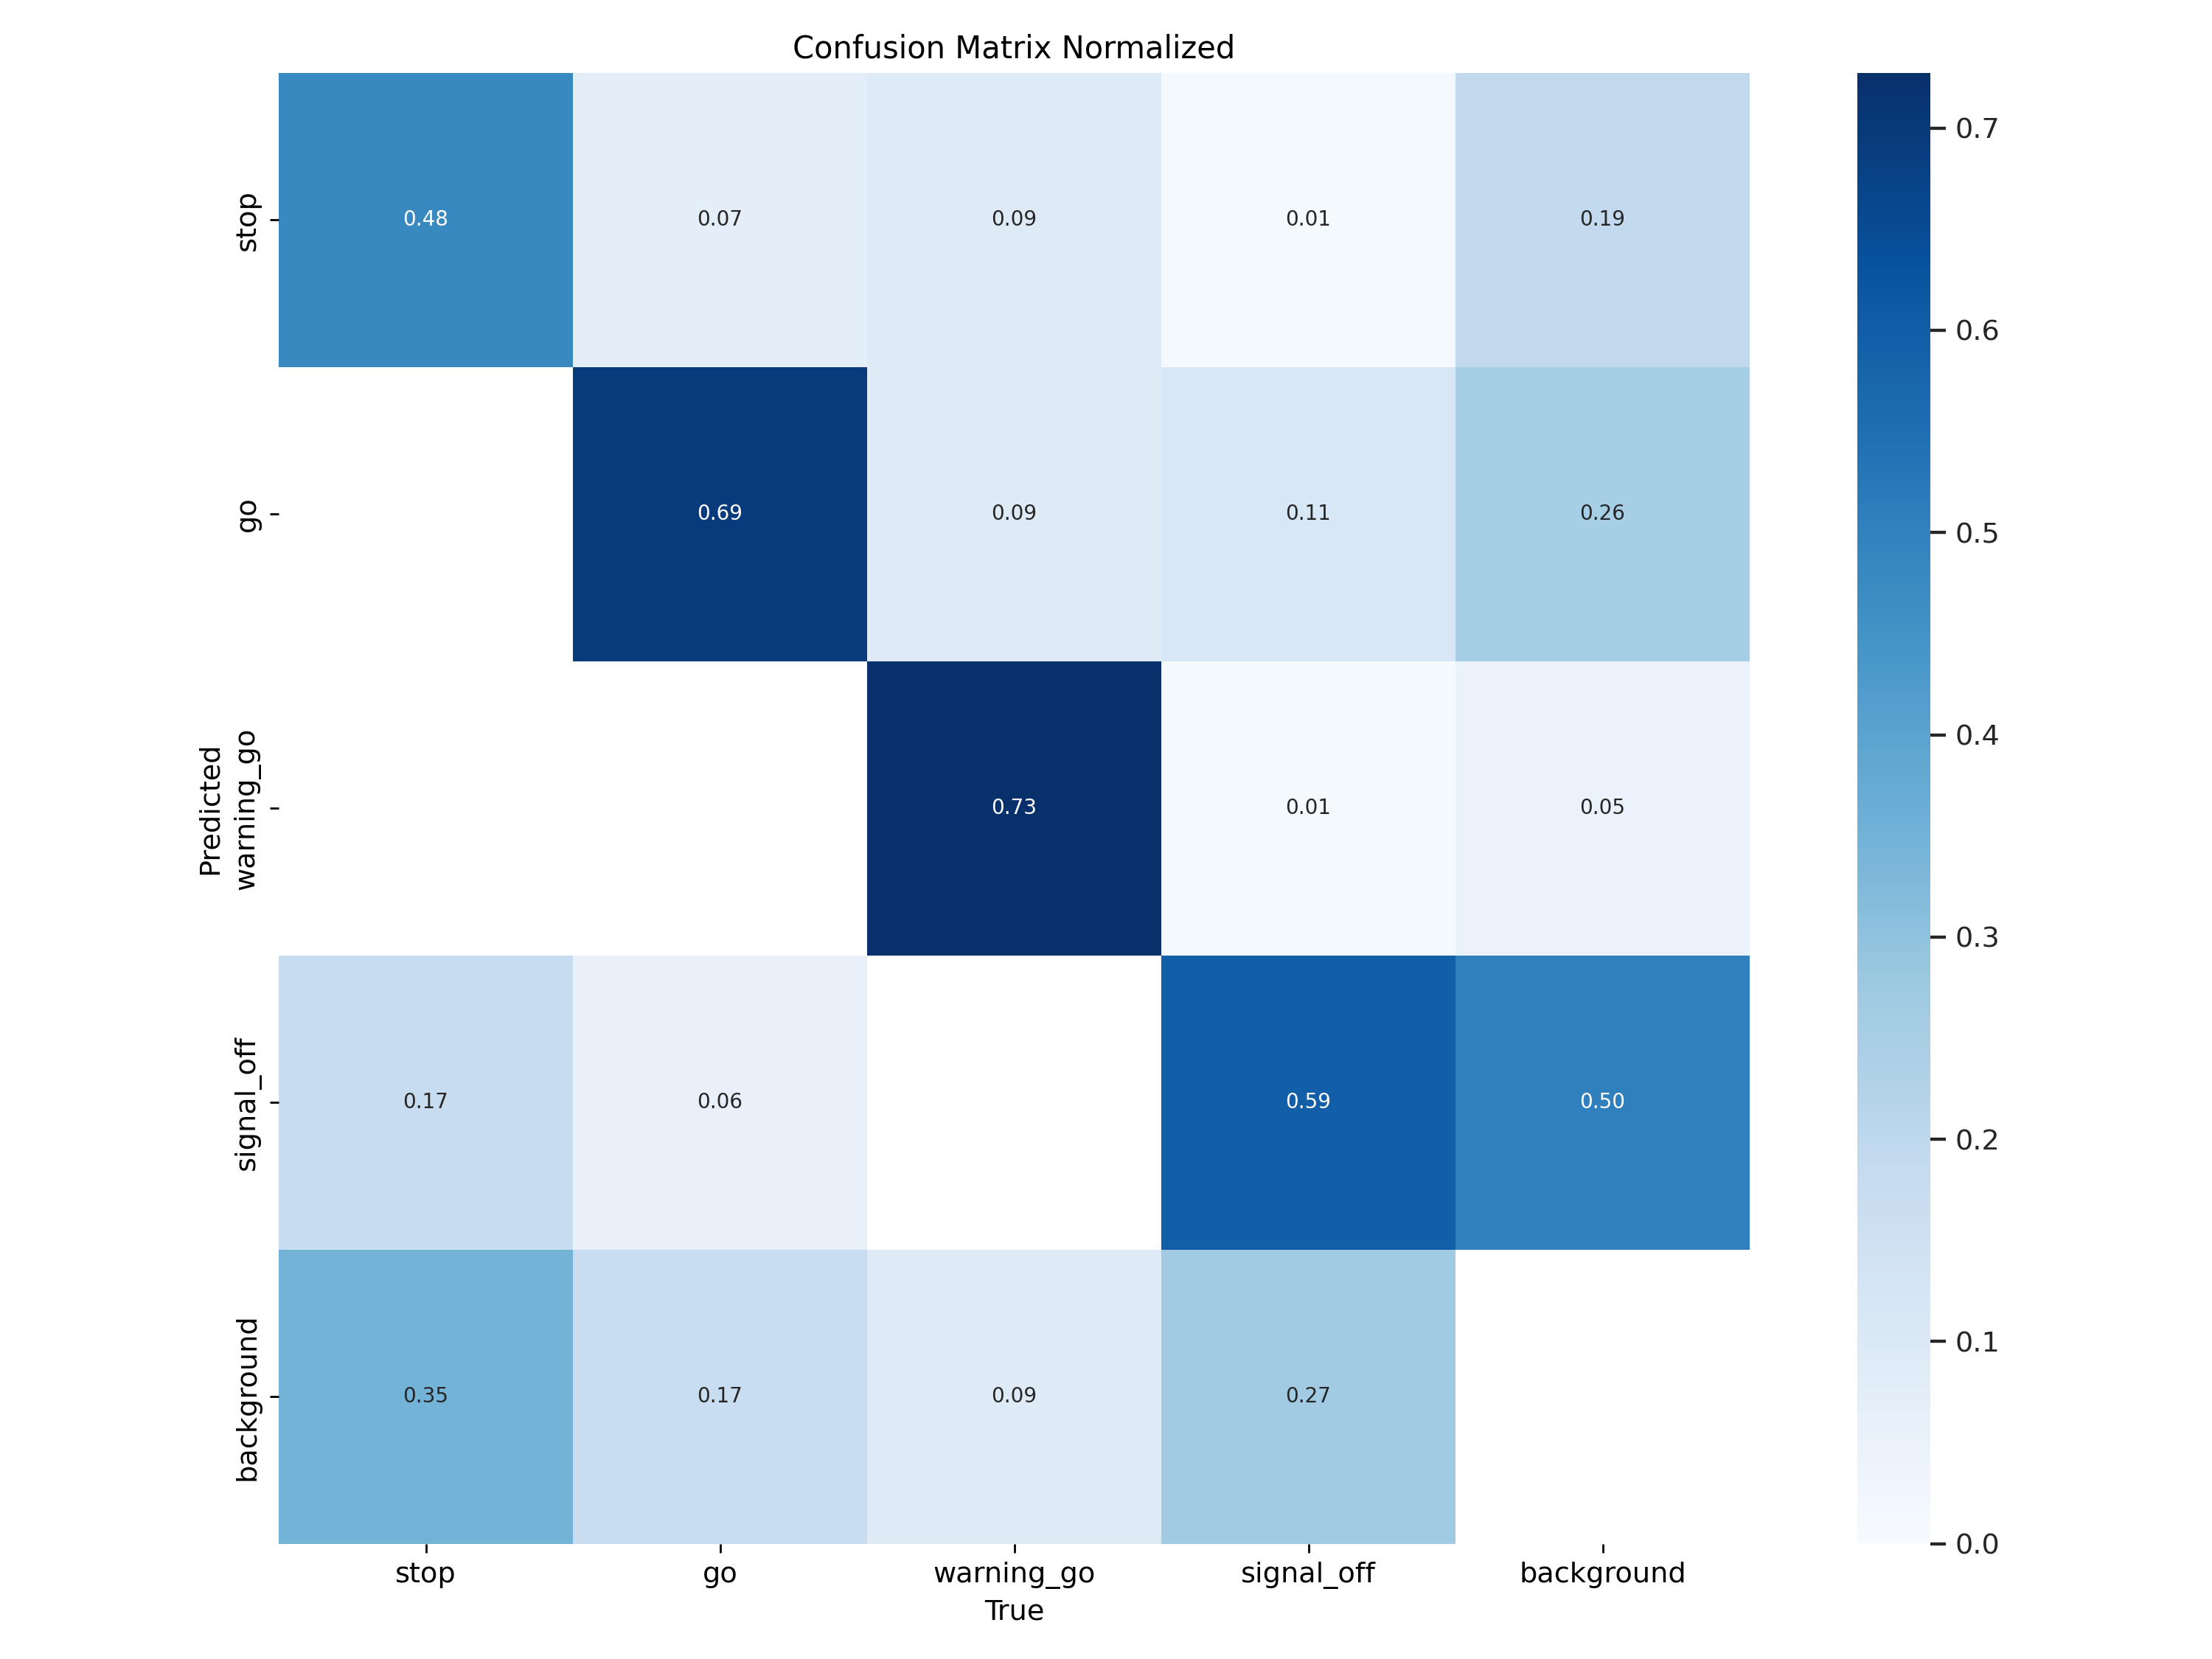 Confusion Matrix Normalized
stop 0.48 0.07 0.09 0.01 0.19
go 0.69 0.09 0.11 0.26
Predicted
warning_go 0.73 0.01 0.05
signal_off 0.17 0.06 0.59 0.50
background 0.35 0.17 0.09 0.27
stop go warning_go signal_off background
True
0.7
0.6
0.5
0.4
0.3
0.2
0.1
0.0